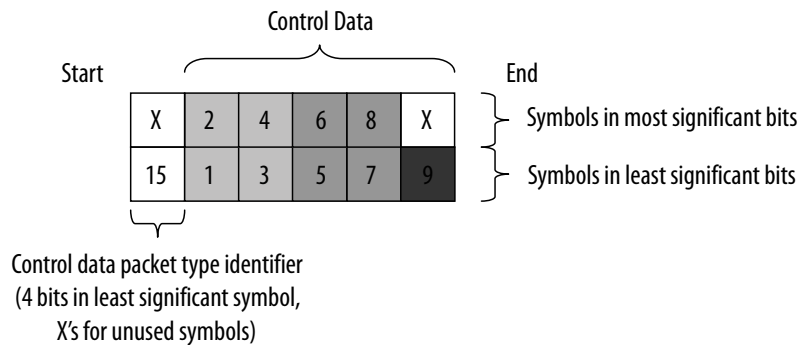 Control Data
Start
End
X 2 4 6 8 X
Symbols in most significant bits
15 1 3 5 7 9
Symbols in least significant bits
Control data packet type identifier
(4 bits in least significant symbol,
X's for unused symbols)